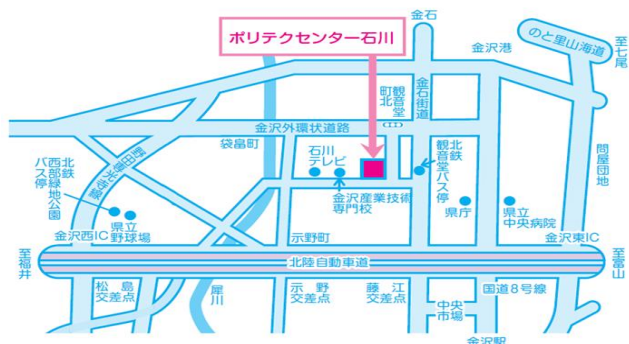 ポリテクセンター石川
金石
金沢港
のと里山海道
至七尾
観音堂
町北
金石街道
金沢外環状道路
袋畠町
石川
テレビ
金沢産業技術
専門校
北鉄
観音堂バス停
問屋団地
北鉄
西部緑地公園
バス停
県立
野球場
県庁
県立
中央病院
金沢西IC
示野町
金沢東IC
至福井
北陸自動車道
至富山
松島
交差点
犀川
示野
交差点
藤江
交差点
中央
市場
国道8号線
金沢駅